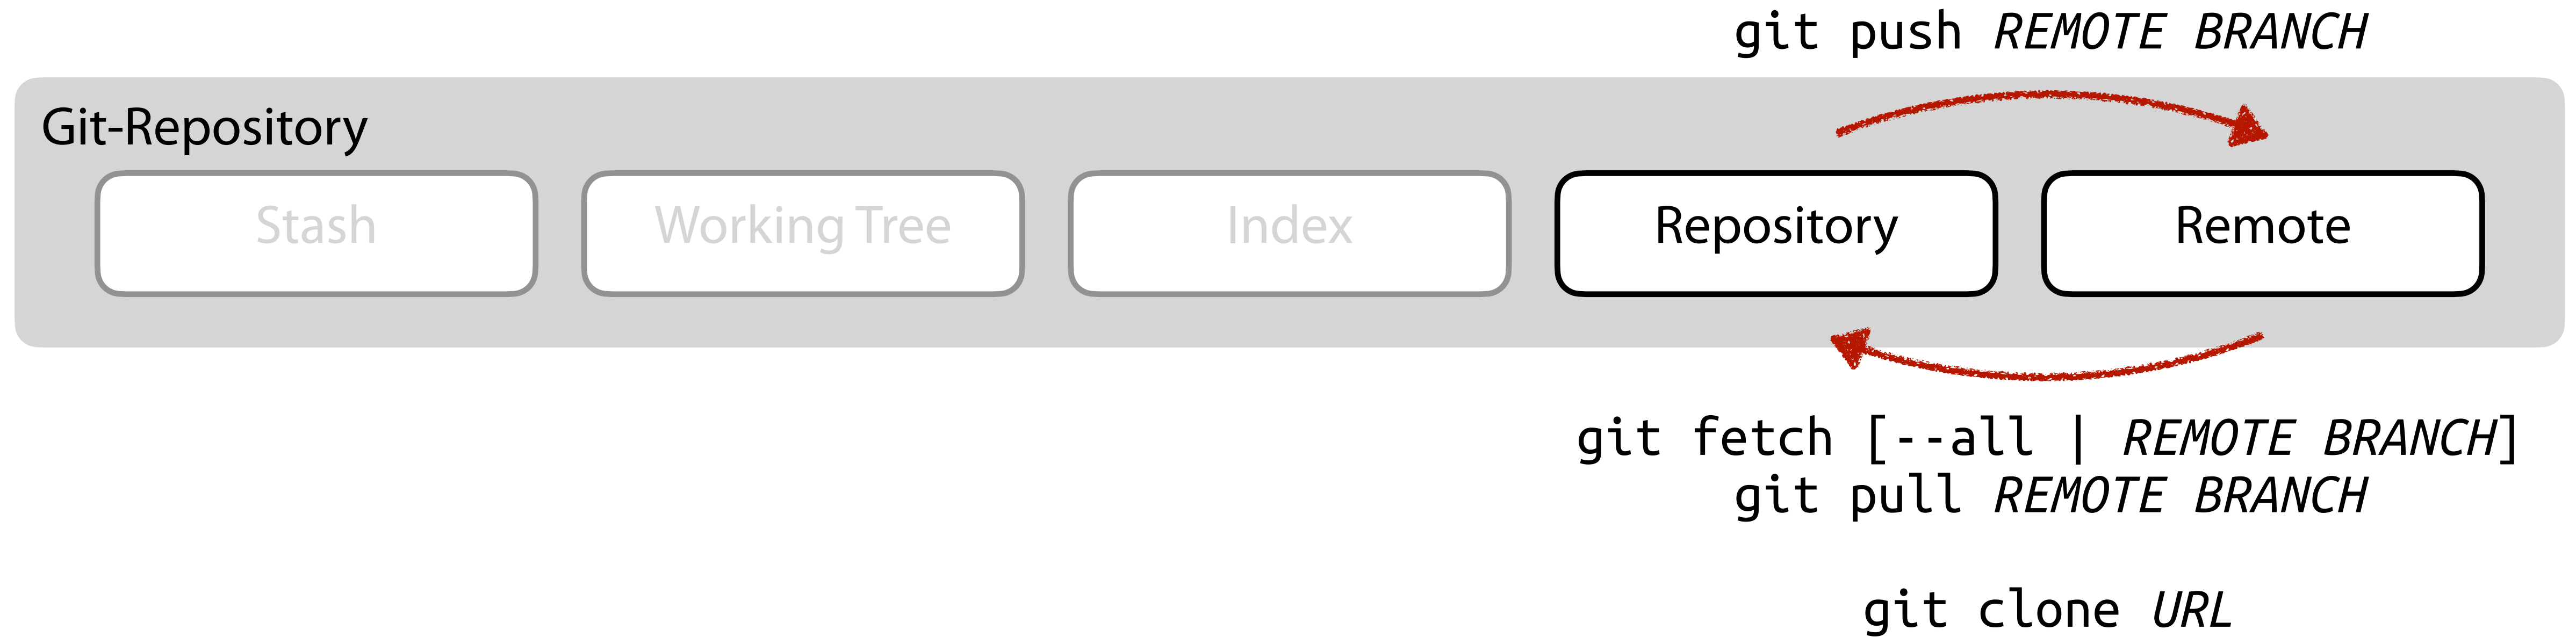 git push REMOTE BRANCH
Git-Repository
Stash
Working Tree
Index
Repository
Remote
git fetch [--all | REMOTE BRANCH]
git pull REMOTE BRANCH
git clone URL